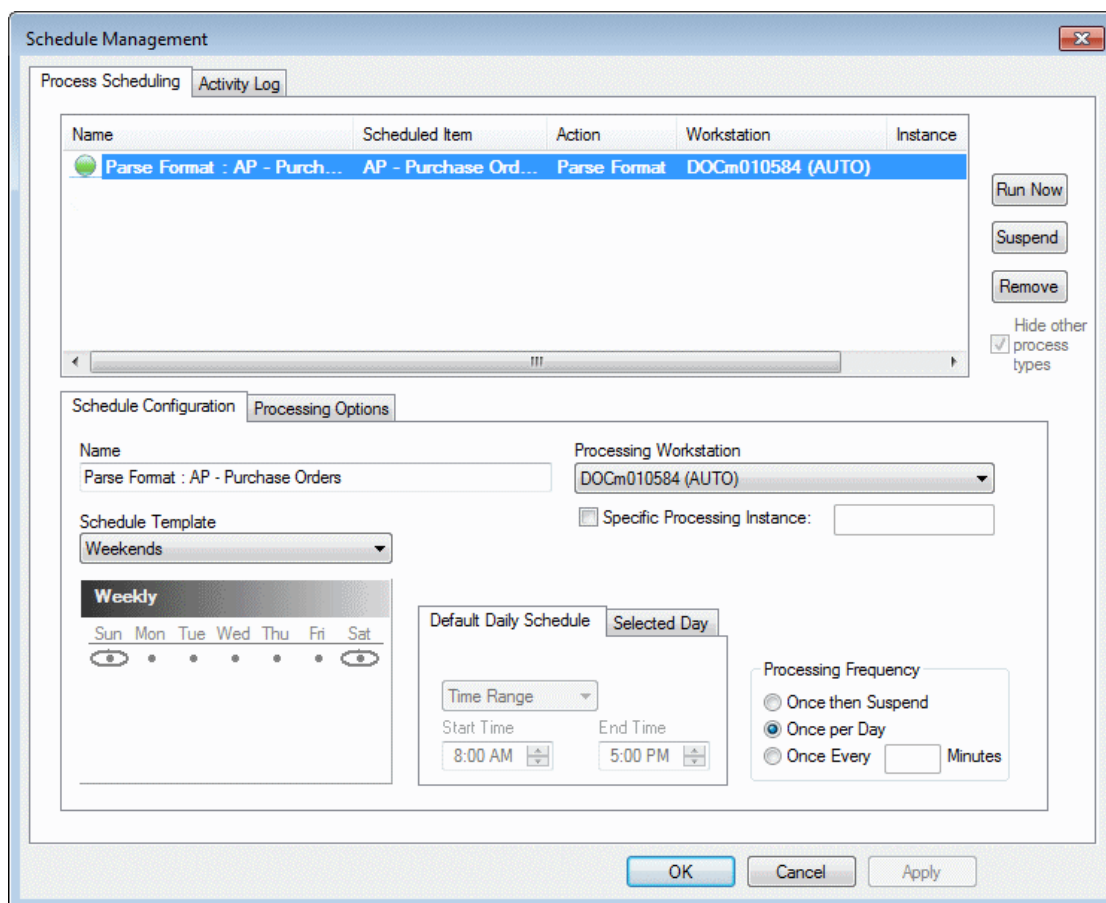 Schedule Management
Process Scheduling Activity Log
Name Scheduled Item Action Workstation Instance
Parse Format : AP - Purch... AP - Purchase Ord... Parse Format DOCm010584 (AUTO)
Run Now
Suspend
Remove
Hide other
process
types
Schedule Configuration Processing Options
Name Processing Workstation
Parse Format : AP - Purchase Orders DOCm010584 (AUTO)
Schedule Template Specific Processing Instance:
Weekends
Weekly
Sun Mon Tue Wed Thu Fri Sat
Default Daily Schedule Selected Day
Time Range
Start Time End Time
8:00 AM 5:00 PM
Processing Frequency
Once then Suspend
Once per Day
Once Every Minutes
OK Cancel Apply